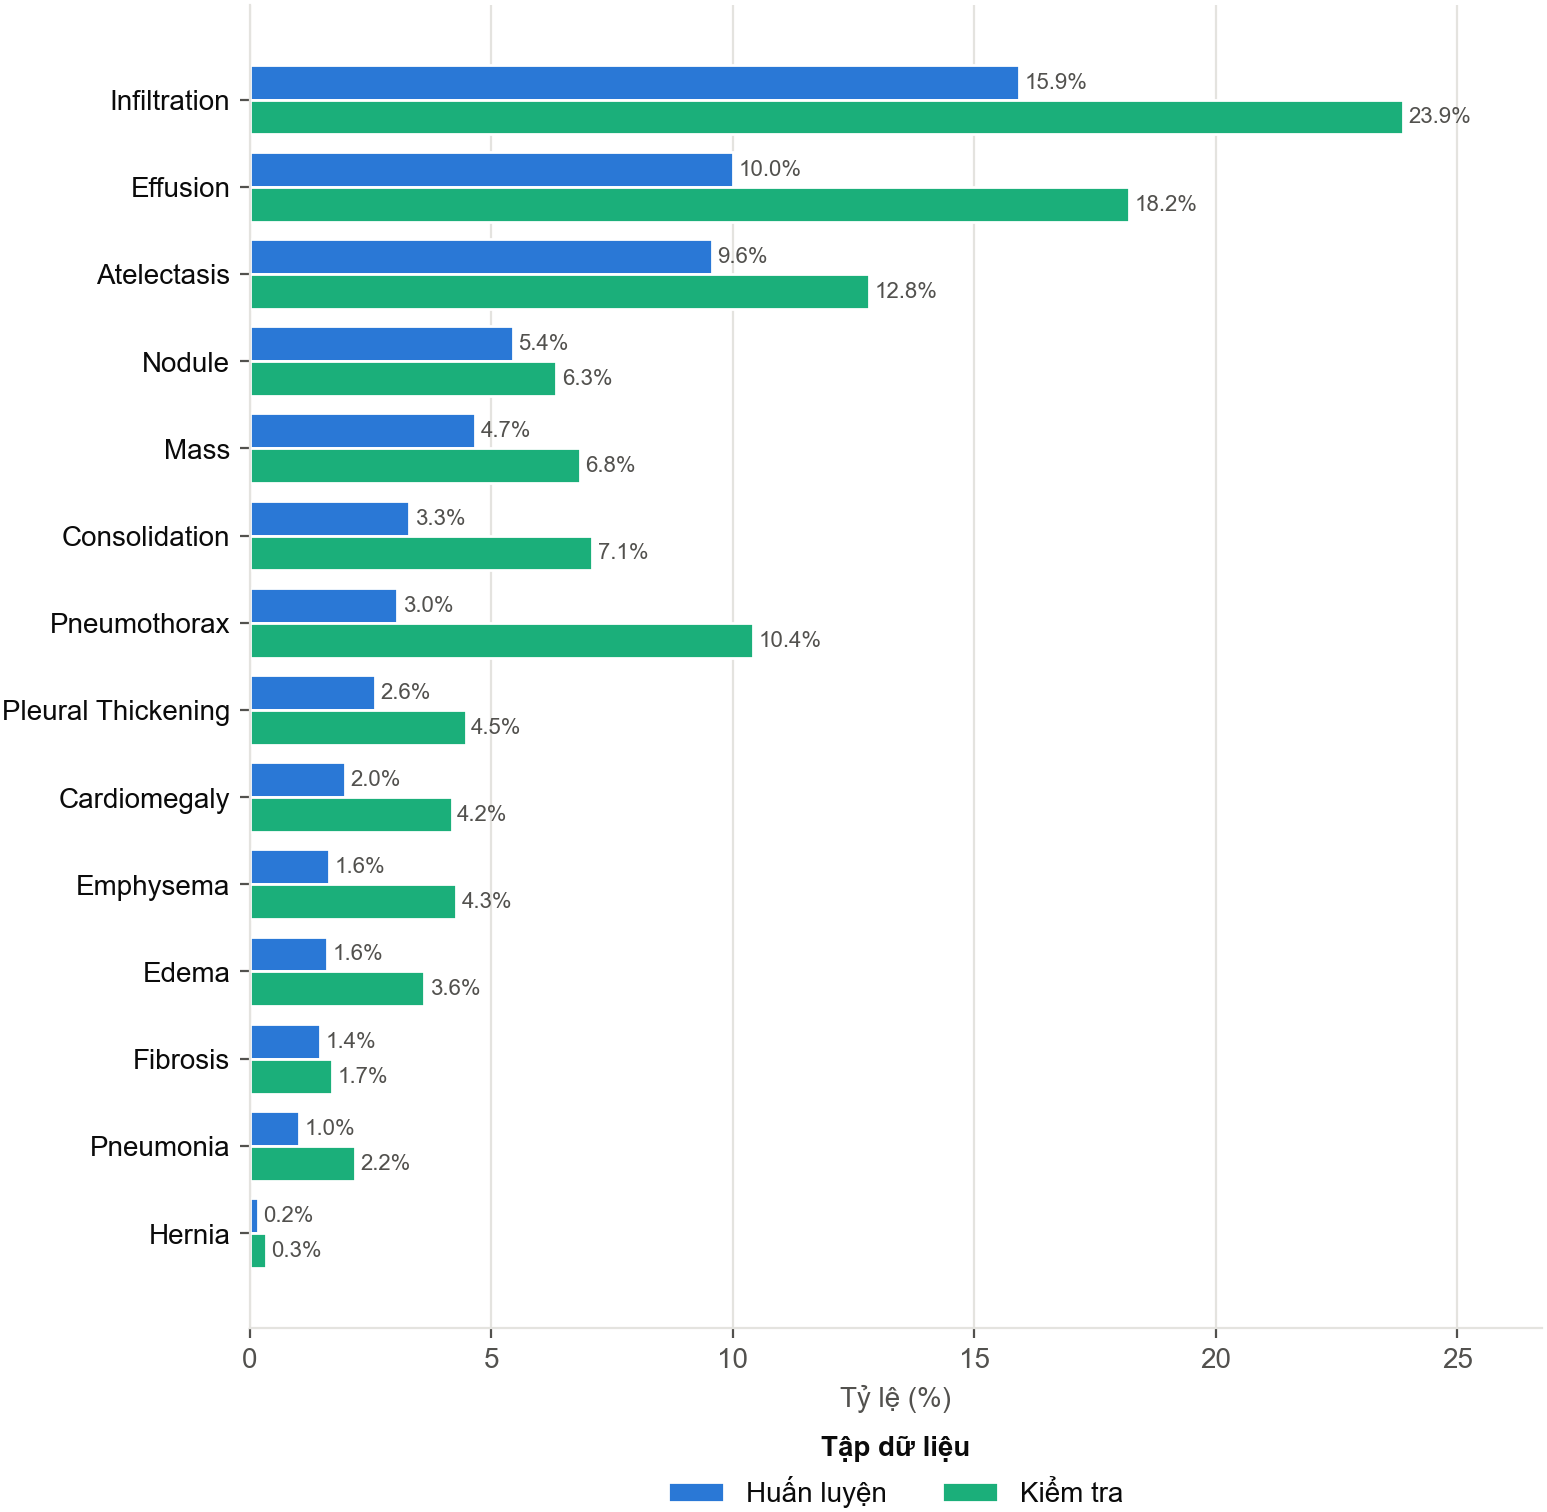 Infiltration
15.9%
23.9%
Effusion
10.0%
18.2%
Atelectasis
9.6%
12.8%
Nodule
5.4%
6.3%
Mass
4.7%
6.8%
Consolidation
3.3%
7.1%
Pneumothorax
3.0%
10.4%
Pleural Thickening
2.6%
4.5%
Cardiomegaly
2.0%
4.2%
Emphysema
1.6%
4.3%
Edema
1.6%
3.6%
Fibrosis
1.4%
1.7%
Pneumonia
1.0%
2.2%
Hernia
0.2%
0.3%
0 5 10 15 20 25
Tỷ lệ (%)
Tập dữ liệu
Huấn luyện Kiểm tra